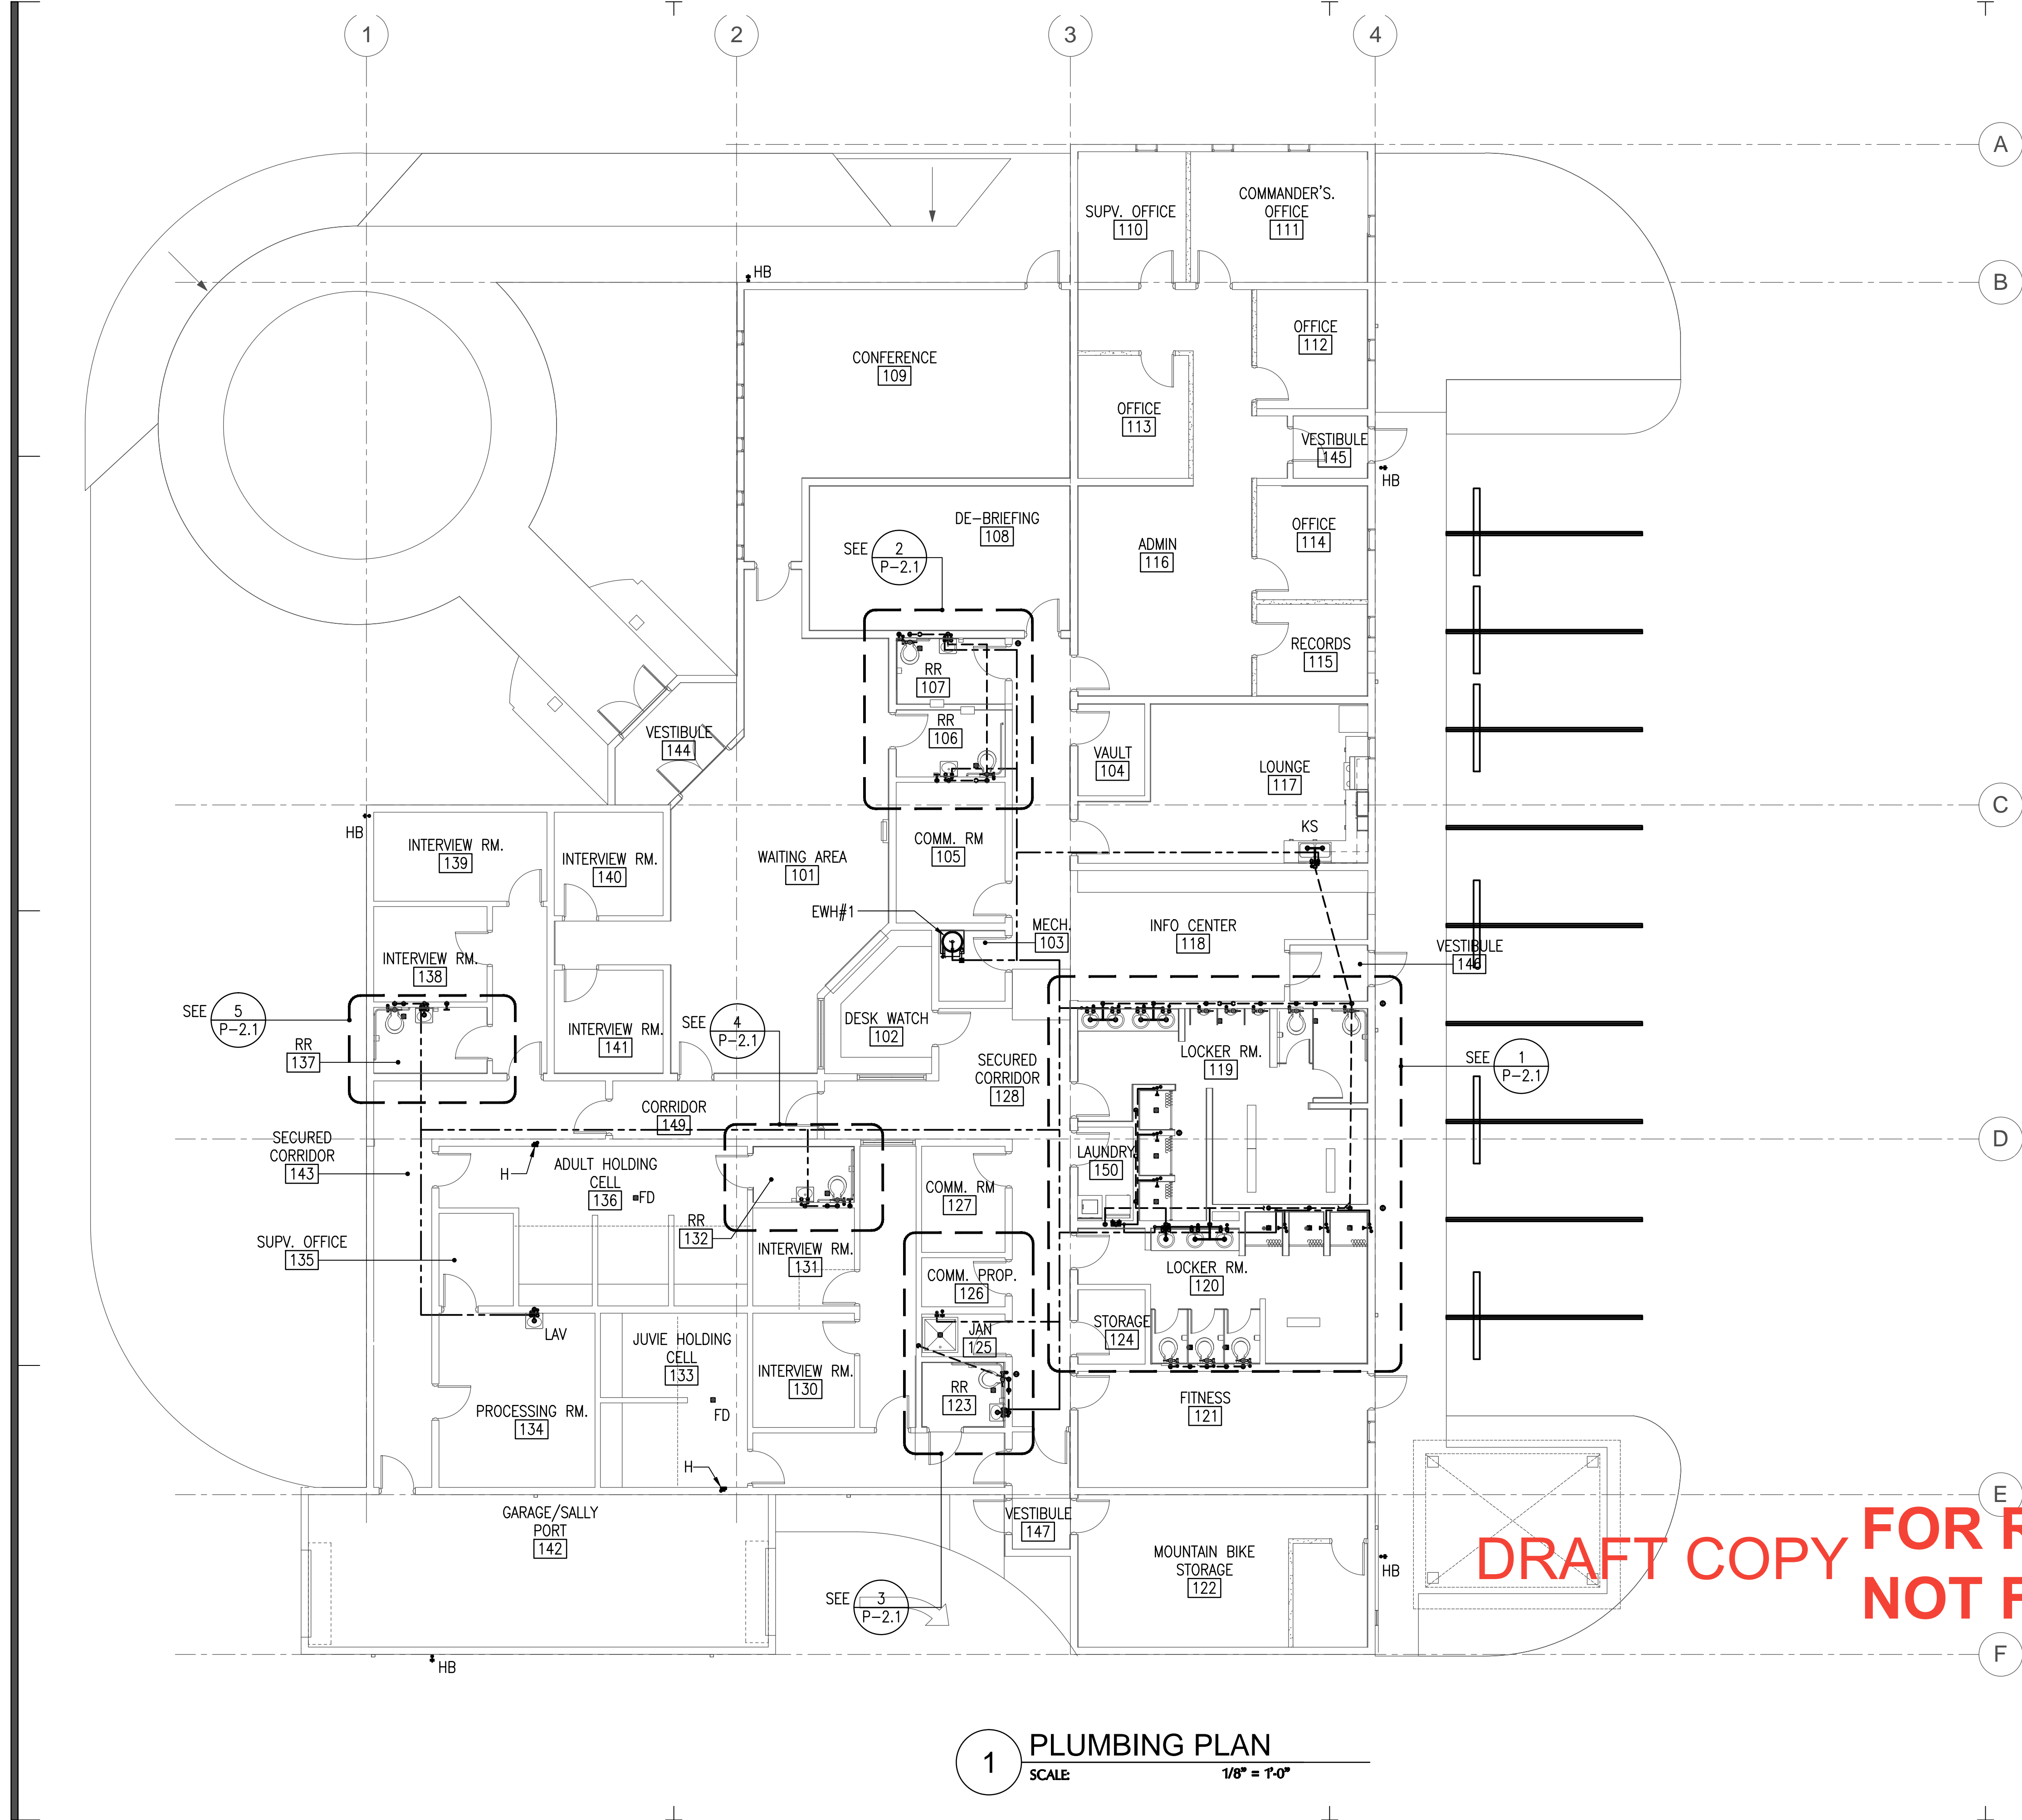 1
2
3
4
A
SUPV. OFFICE
110
COMMANDER'S.
OFFICE
111
HB
B
OFFICE
112
CONFERENCE
109
OFFICE
113
VESTIBULE
145
HB
DE-BRIEFING
108
SEE
2
P-2.1
OFFICE
114
ADMIN
116
RECORDS
115
RR
107
RR
106
VESTIBULE
144
VAULT
104
LOUNGE
117
C
HB
KS
INTERVIEW RM.
139
INTERVIEW RM.
140
WAITING AREA
101
COMM. RM
105
EWH#1
MECH.
103
INFO CENTER
118
VESTIBULE
146
INTERVIEW RM.
138
SEE
5
P-2.1
RR
137
INTERVIEW RM.
141
SEE
4
P-2.1
DESK WATCH
102
SECURED
CORRIDOR
128
LOCKER RM.
119
SEE
1
P-2.1
CORRIDOR
149
SECURED
CORRIDOR
143
D
H
ADULT HOLDING
CELL
136
FD
LAUNDRY
150
COMM. RM
127
RR
132
SUPV. OFFICE
135
INTERVIEW RM.
131
COMM. PROP.
126
LOCKER RM.
120
LAV
JUVIE HOLDING
CELL
133
JAN
125
STORAGE
124
INTERVIEW RM.
130
RR
123
FITNESS
121
PROCESSING RM.
134
FD
H
E
GARAGE/SALLY
PORT
142
VESTIBULE
147
MOUNTAIN BIKE
STORAGE
122
HB
DRAFT COPY
FOR R
NOT
SEE
3
P-2.1
HB
F
1
PLUMBING PLAN
SCALE: 1/8" = 1'-0"